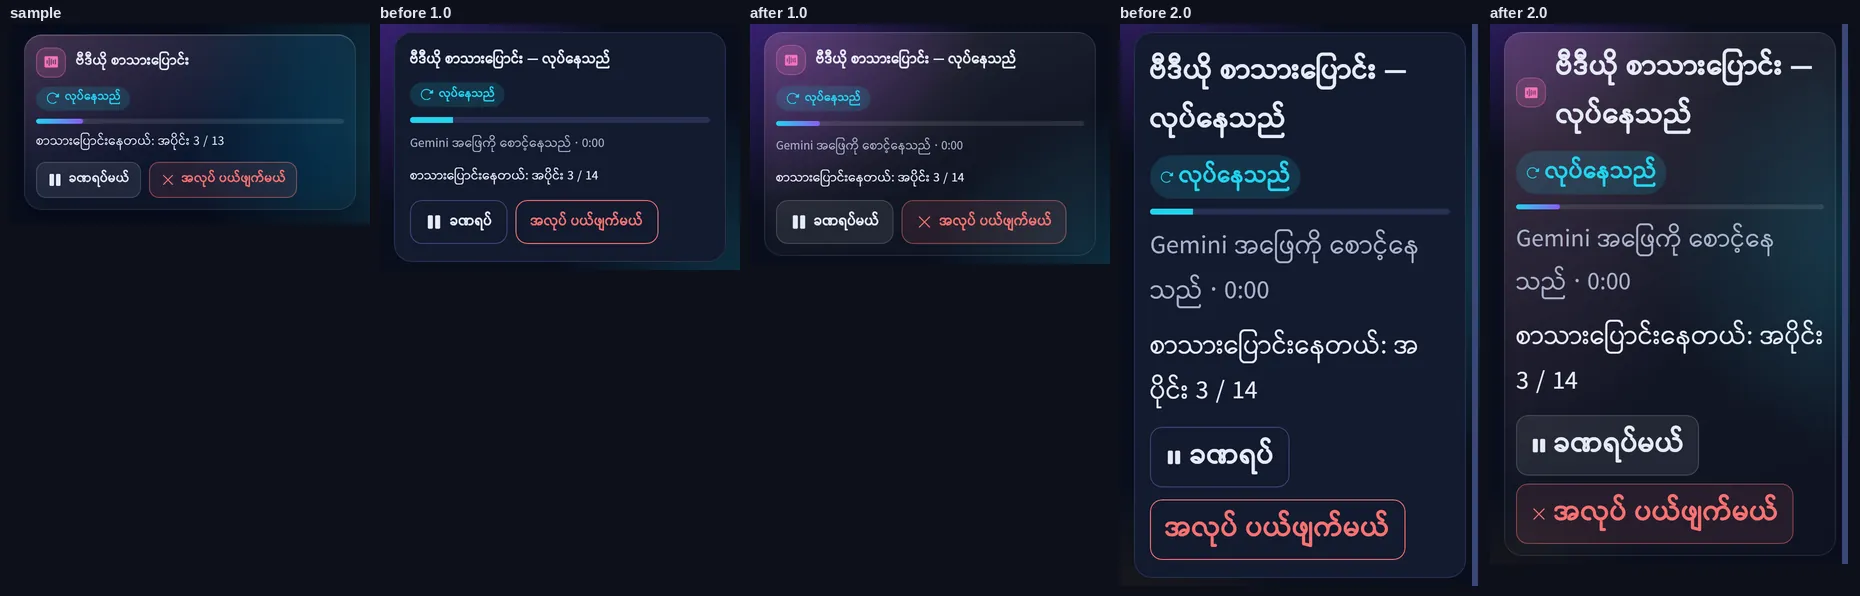 sample
ဗီဒီယို စာသားပြောင်း
လုပ်နေသည်
စာသားပြောင်းနေတယ်: အပိုင်း 3 / 13
ခဏရပ်မယ်
အလုပ် ပယ်ဖျက်မယ်
before 1.0
ဗီဒီယို စာသားပြောင်း — လုပ်နေသည်
လုပ်နေသည်
Gemini အဖြေကို စောင့်နေသည် · 0:00
စာသားပြောင်းနေတယ်: အပိုင်း 3 / 14
ခဏရပ်
အလုပ် ပယ်ဖျက်မယ်
after 1.0
ဗီဒီယို စာသားပြောင်း — လုပ်နေသည်
လုပ်နေသည်
Gemini အဖြေကို စောင့်နေသည် · 0:00
စာသားပြောင်းနေတယ်: အပိုင်း 3 / 14
ခဏရပ်မယ်
အလုပ် ပယ်ဖျက်မယ်
before 2.0
ဗီဒီယို စာသားပြောင်း —
လုပ်နေသည်
လုပ်နေသည်
Gemini အဖြေကို စောင့်နေ
သည် · 0:00
စာသားပြောင်းနေတယ်: အ
ပိုင်း 3 / 14
ခဏရပ်
အလုပ် ပယ်ဖျက်မယ်
after 2.0
ဗီဒီယို စာသားပြောင်း —
လုပ်နေသည်
လုပ်နေသည်
Gemini အဖြေကို စောင့်နေ
သည် · 0:00
စာသားပြောင်းနေတယ်: အပိုင်း
3 / 14
ခဏရပ်မယ်
အလုပ် ပယ်ဖျက်မယ်